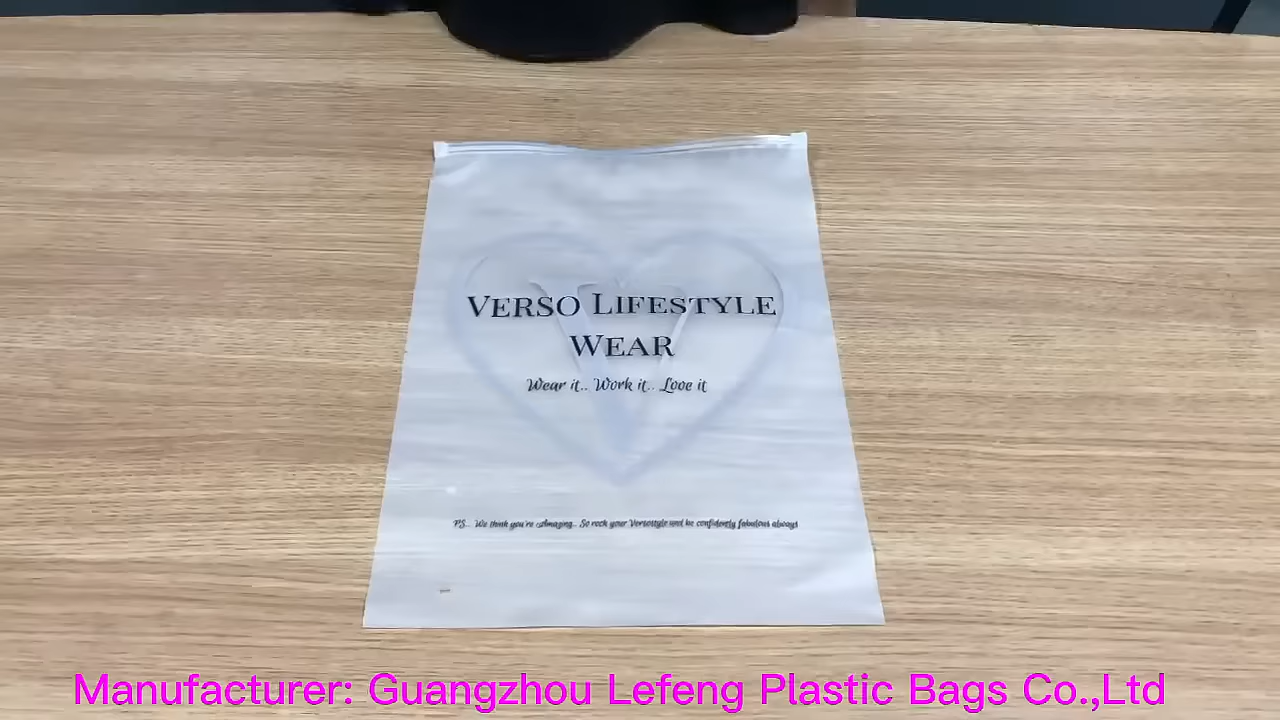 VERSO LIFESTYLE
WEAR
Wear it.. Work it.. Love it
PS.. We think you're Amazing.. So rock your Versostyle and be confidently fabulous always
Manufacturer: Guangzhou Lefeng Plastic Bags Co.,Ltd